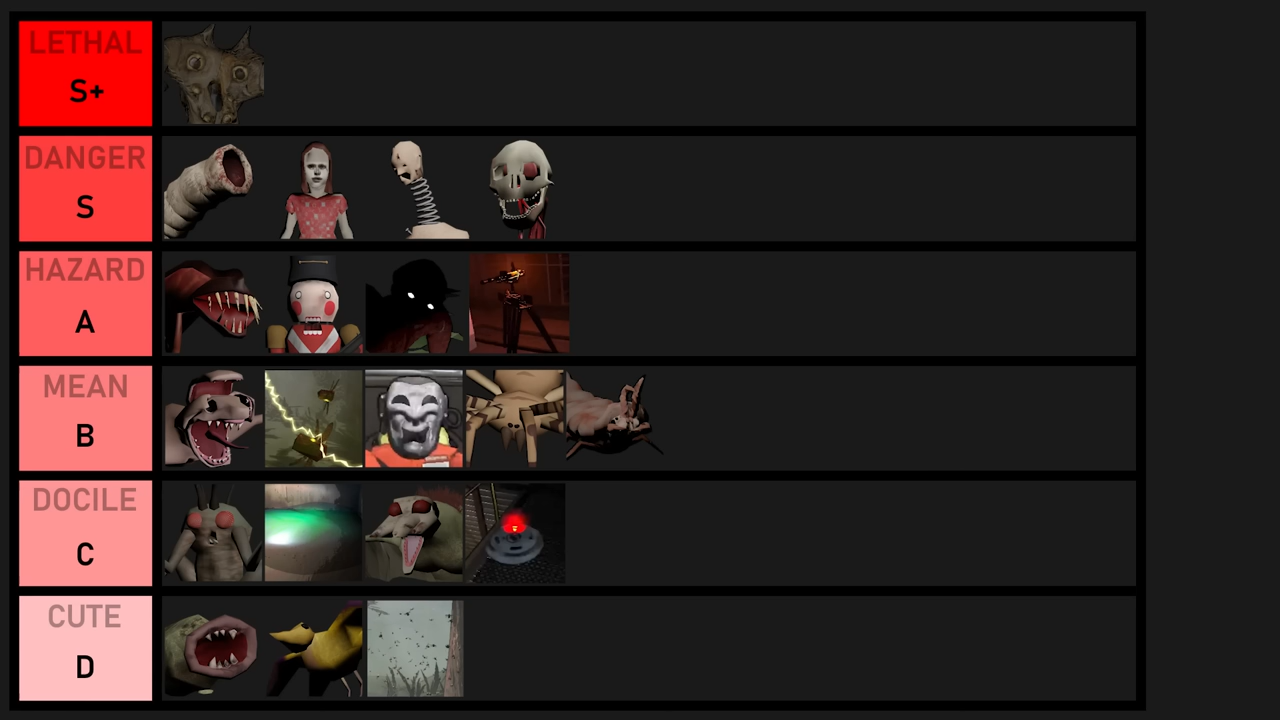 LETHAL
S+
DANGER
S
HAZARD
A
MEAN
B
DOCILE
C
CUTE
D